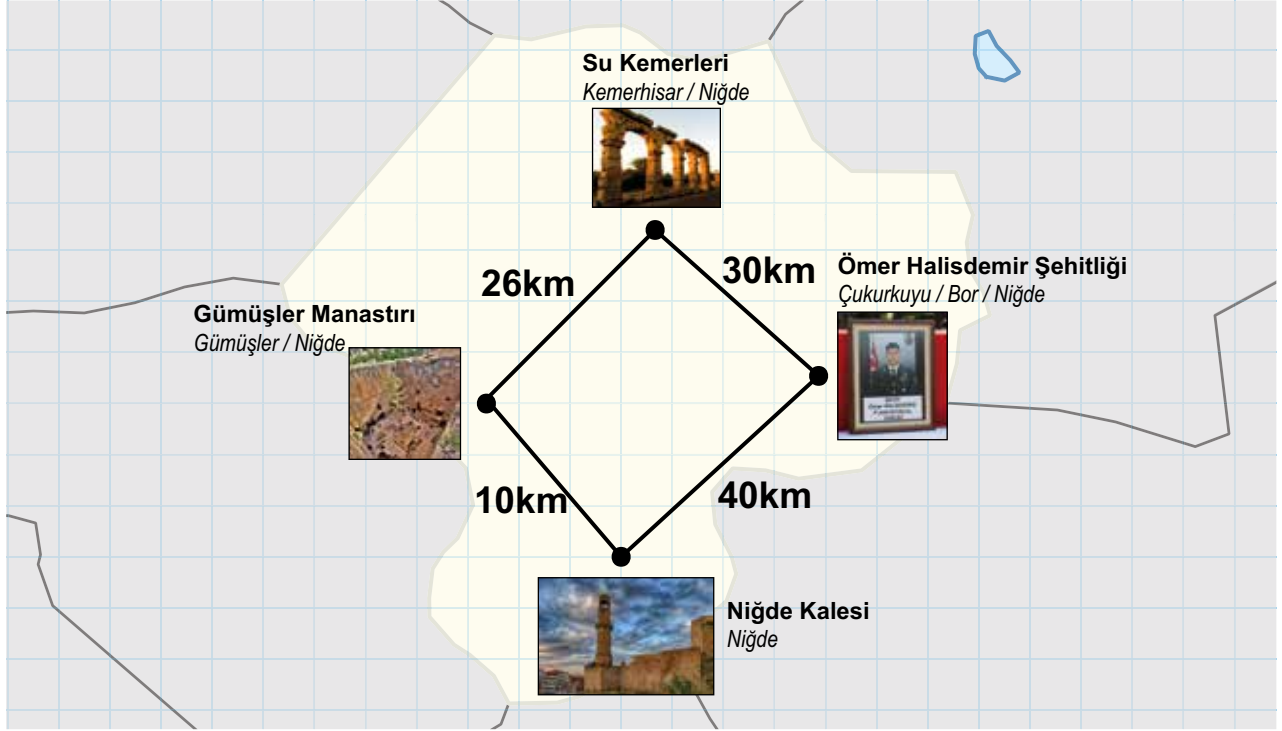 Su Kemerleri
Kemerhisar / Niğde
26km
30km
Ömer Halisdemir Şehitliği
Çukurkuyu / Bor / Niğde
Gümüşler Manastırı
Gümüşler / Niğde
10km
40km
Niğde Kalesi
Niğde